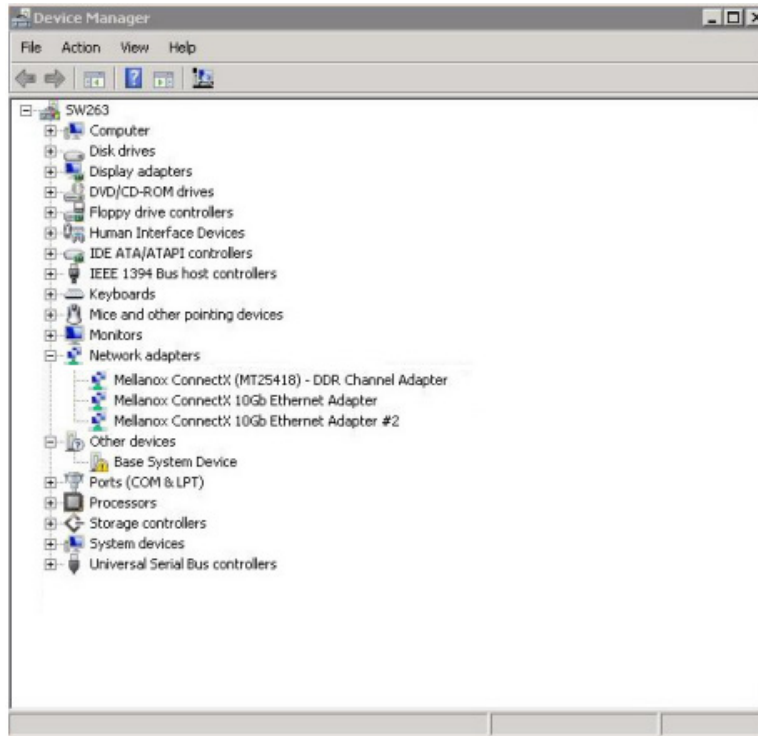 Device Manager
File Action View Help
SW263
Computer
Disk drives
Display adapters
DVD/CD-ROM drives
Floppy drive controllers
Human Interface Devices
IDE ATA/ATAPI controllers
IEEE 1394 Bus host controllers
Keyboards
Mice and other pointing devices
Monitors
Network adapters
Mellanox ConnectX (MT25418) - DDR Channel Adapter
Mellanox ConnectX 10Gb Ethernet Adapter
Mellanox ConnectX 10Gb Ethernet Adapter #2
Other devices
Base System Device
Ports (COM & LPT)
Processors
Storage controllers
System devices
Universal Serial Bus controllers